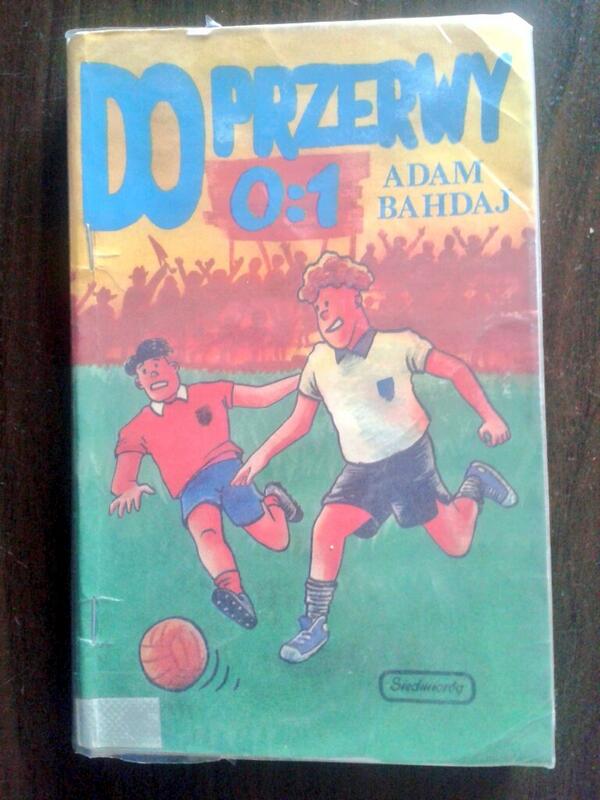 DO PRZERWY
0:1
ADAM
BAHDAJ
Siedmioróg